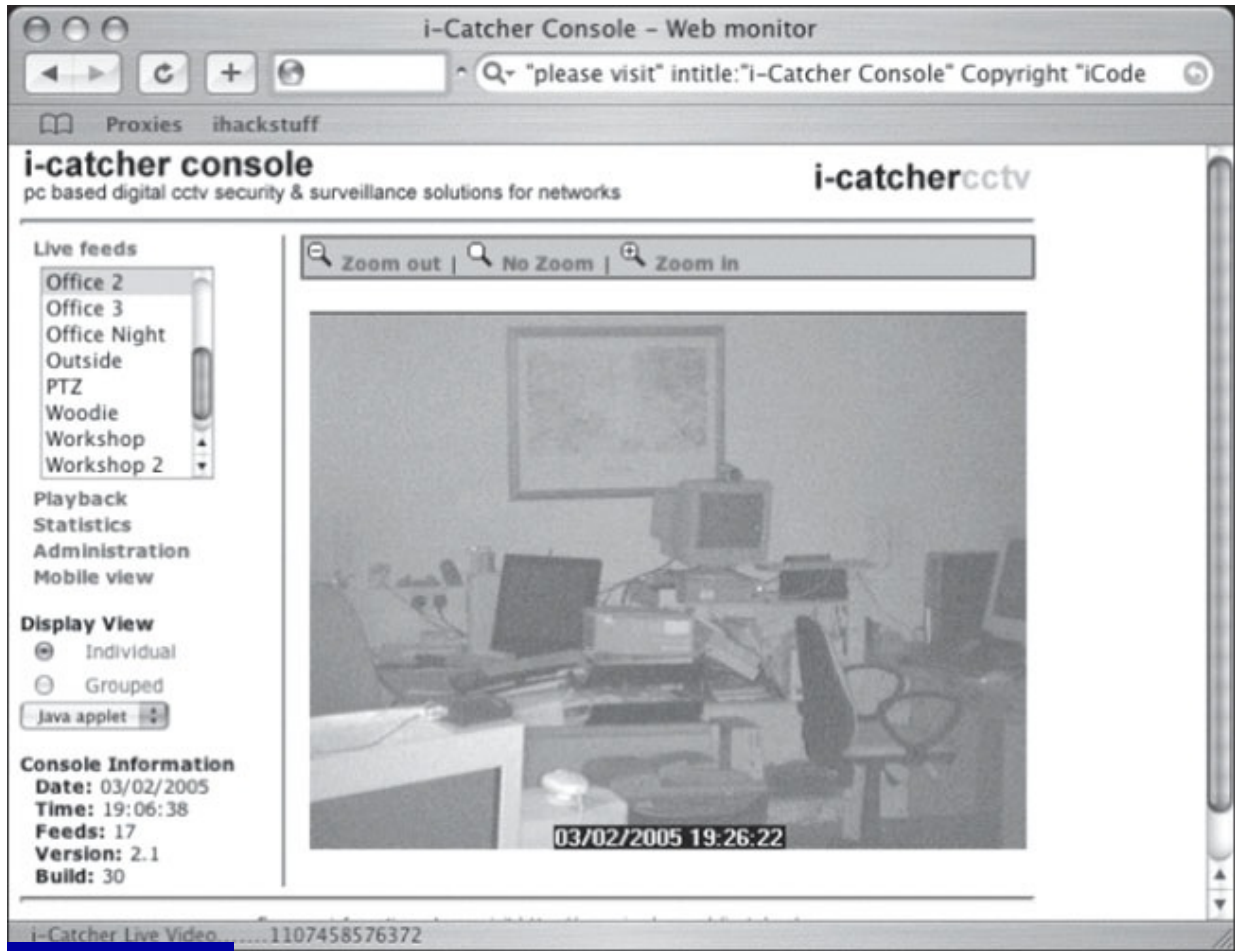 i-Catcher Console – Web monitor
"please visit" intitle:"i-Catcher Console" Copyright "iCode
Proxies ihackstuff
i-catcher console
pc based digital cctv security & surveillance solutions for networks
i-catchercctv
Live feeds
Office 2
Office 3
Office Night
Outside
PTZ
Woodie
Workshop
Workshop 2
Playback
Statistics
Administration
Mobile view
Display View
Individual
Grouped
Java applet
Console Information
Date: 03/02/2005
Time: 19:06:38
Feeds: 17
Version: 2.1
Build: 30
Zoom out | No Zoom | Zoom in
03/02/2005 19:26:22
i-Catcher Live Video........1107458576372